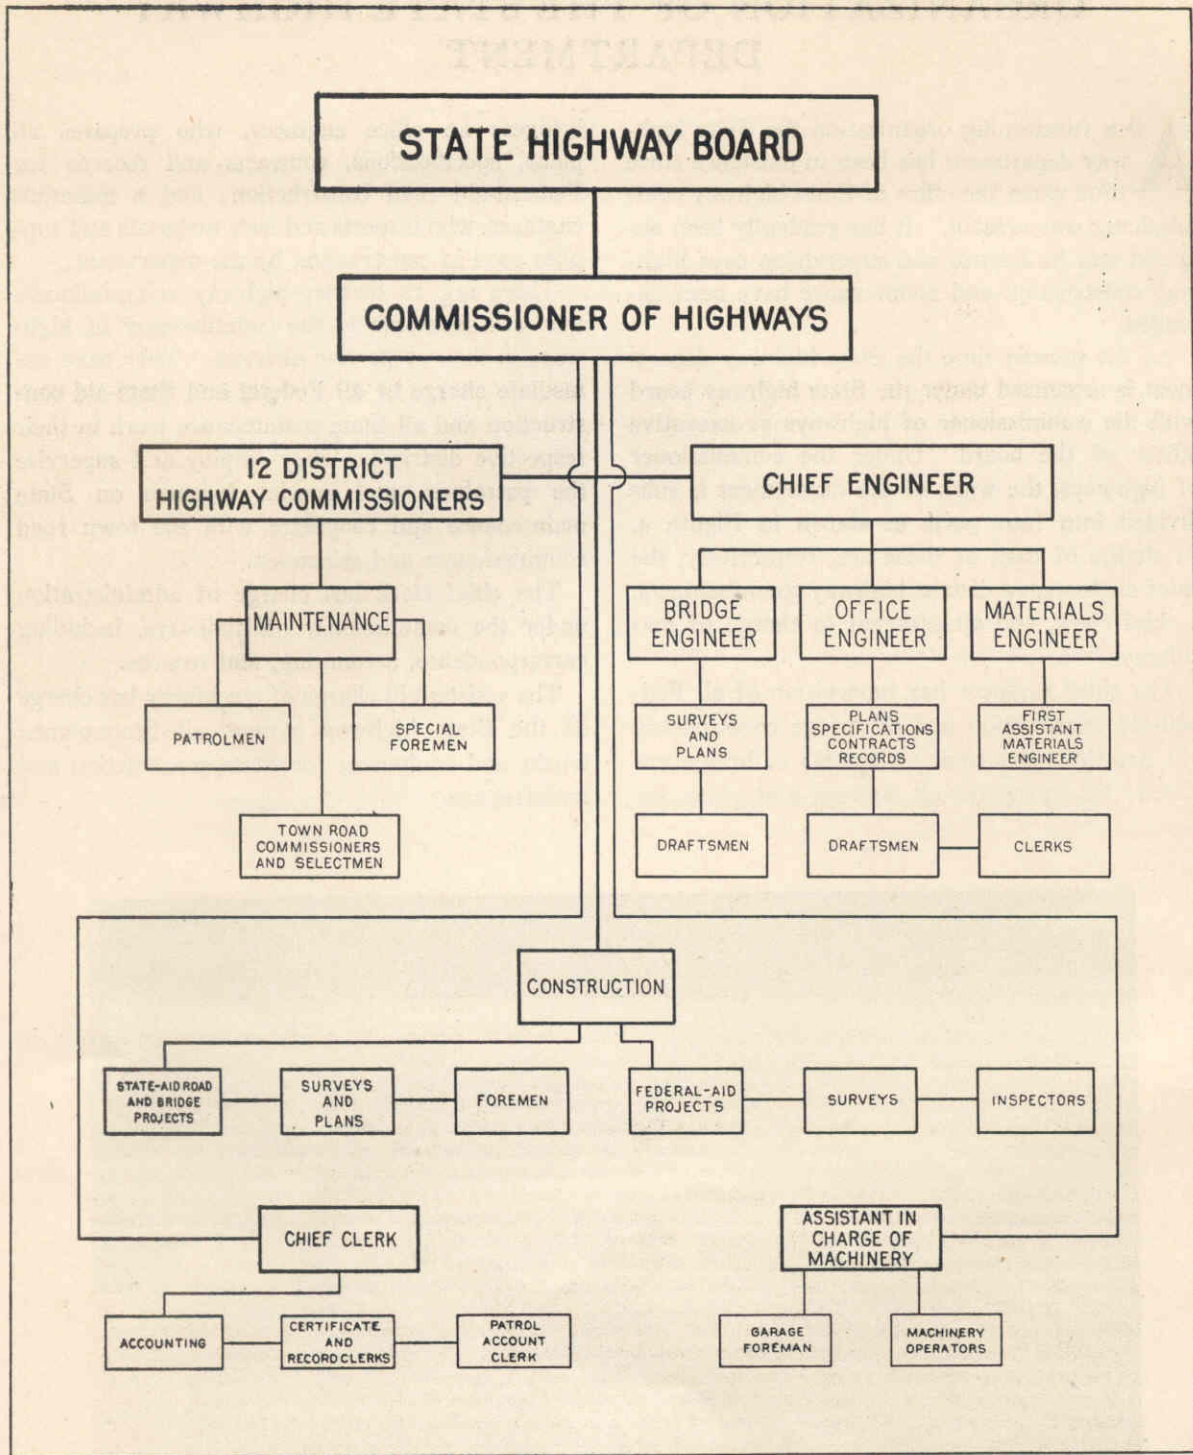 STATE HIGHWAY BOARD
COMMISSIONER OF HIGHWAYS
12 DISTRICT
HIGHWAY COMMISSIONERS
CHIEF ENGINEER
MAINTENANCE
BRIDGE
ENGINEER
OFFICE
ENGINEER
MATERIALS
ENGINEER
PATROLMEN
SPECIAL
FOREMEN
SURVEYS
AND
PLANS
PLANS
SPECIFICATIONS
CONTRACTS
RECORDS
FIRST
ASSISTANT
MATERIALS
ENGINEER
TOWN ROAD
COMMISSIONERS
AND SELECTMEN
DRAFTSMEN
DRAFTSMEN
CLERKS
CONSTRUCTION
STATE-AID ROAD
AND BRIDGE
PROJECTS
SURVEYS
AND
PLANS
FOREMEN
FEDERAL-AID
PROJECTS
SURVEYS
INSPECTORS
CHIEF CLERK
ASSISTANT IN
CHARGE OF
MACHINERY
ACCOUNTING
CERTIFICATE
AND
RECORD CLERKS
PATROL
ACCOUNT
CLERK
GARAGE
FOREMAN
MACHINERY
OPERATORS